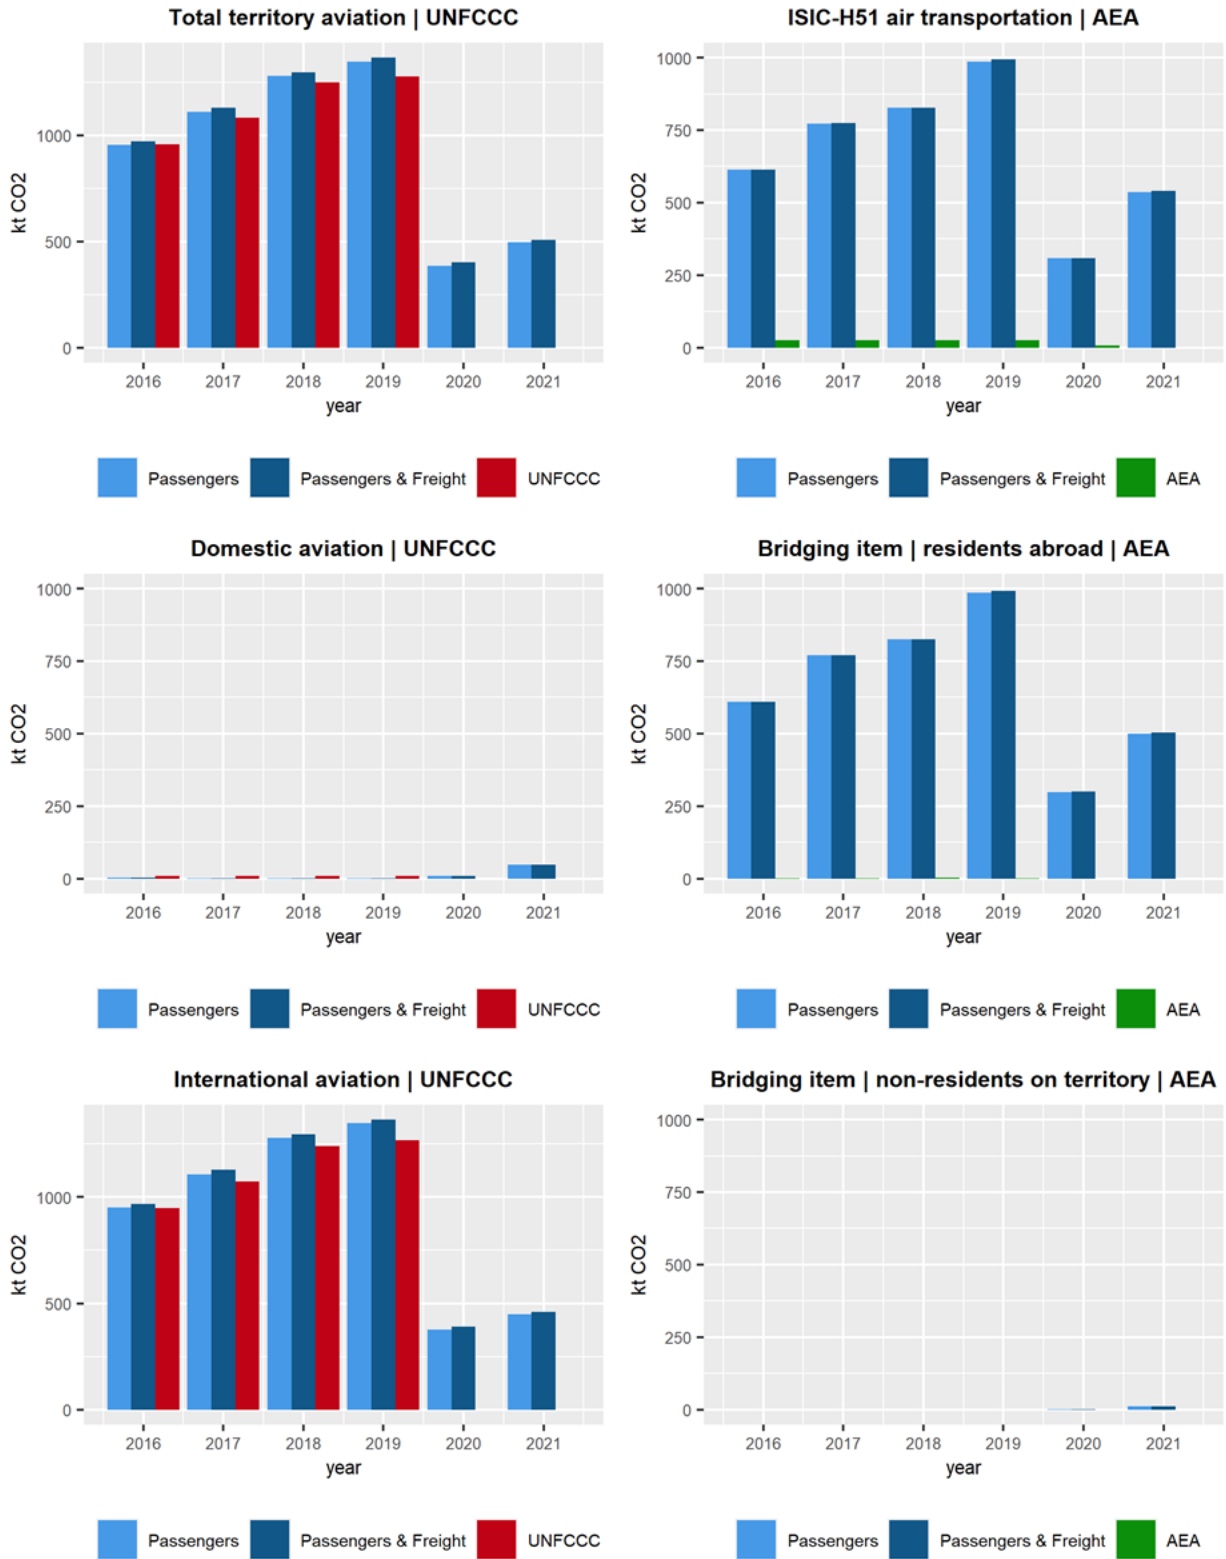 Total territory aviation | UNFCCC
kt CO2
1000
500
0
2016 2017 2018 2019 2020 2021
year
Passengers Passengers & Freight UNFCCC
ISIC-H51 air transportation | AEA
kt CO2
1000
750
500
250
0
2016 2017 2018 2019 2020 2021
year
Passengers Passengers & Freight AEA
Domestic aviation | UNFCCC
kt CO2
1000
750
500
250
0
2016 2017 2018 2019 2020 2021
year
Passengers Passengers & Freight UNFCCC
Bridging item | residents abroad | AEA
kt CO2
1000
750
500
250
0
2016 2017 2018 2019 2020 2021
year
Passengers Passengers & Freight AEA
International aviation | UNFCCC
kt CO2
1000
500
0
2016 2017 2018 2019 2020 2021
year
Passengers Passengers & Freight UNFCCC
Bridging item | non-residents on territory | AEA
kt CO2
1000
750
500
250
0
2016 2017 2018 2019 2020 2021
year
Passengers Passengers & Freight AEA